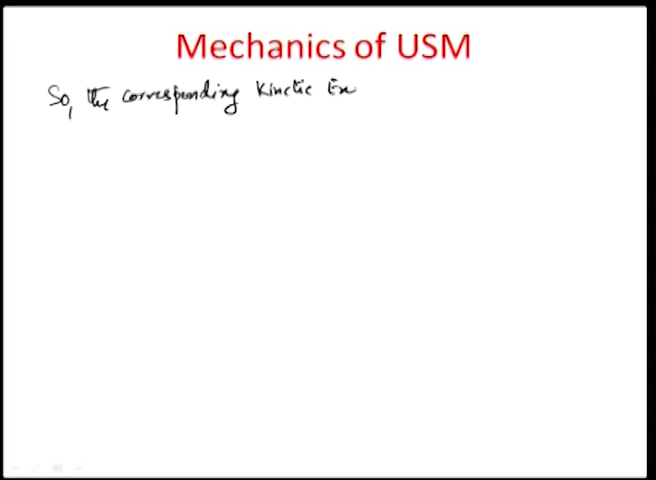 Mechanics of USM
So, the corresponding Kinetic En